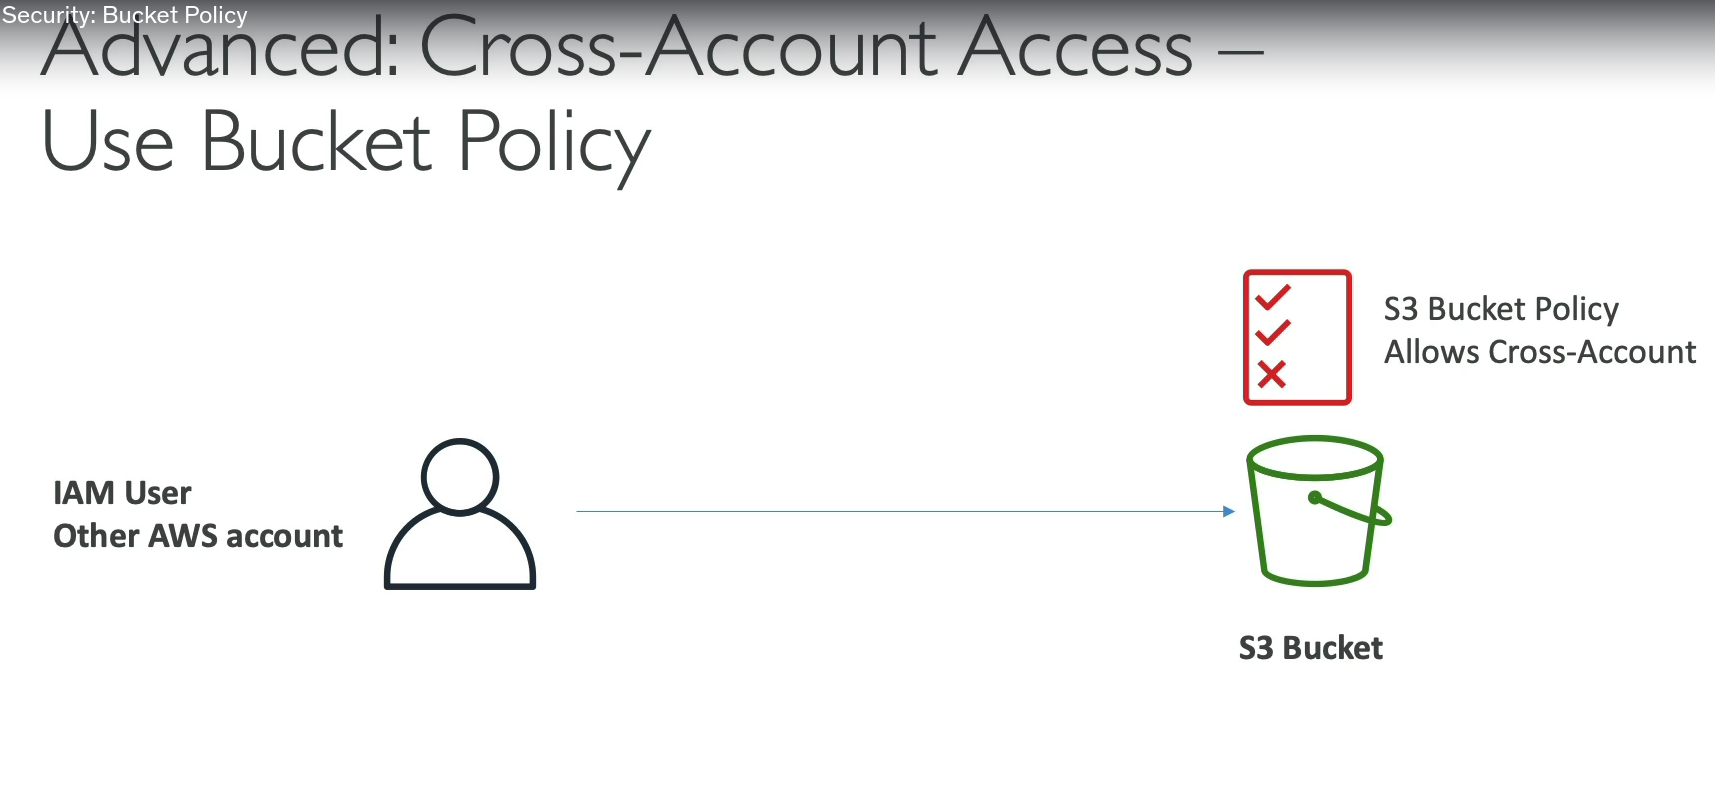 Security: Bucket Policy
Advanced: Cross-Account Access –
Use Bucket Policy
S3 Bucket Policy
Allows Cross-Account
IAM User
Other AWS account
S3 Bucket